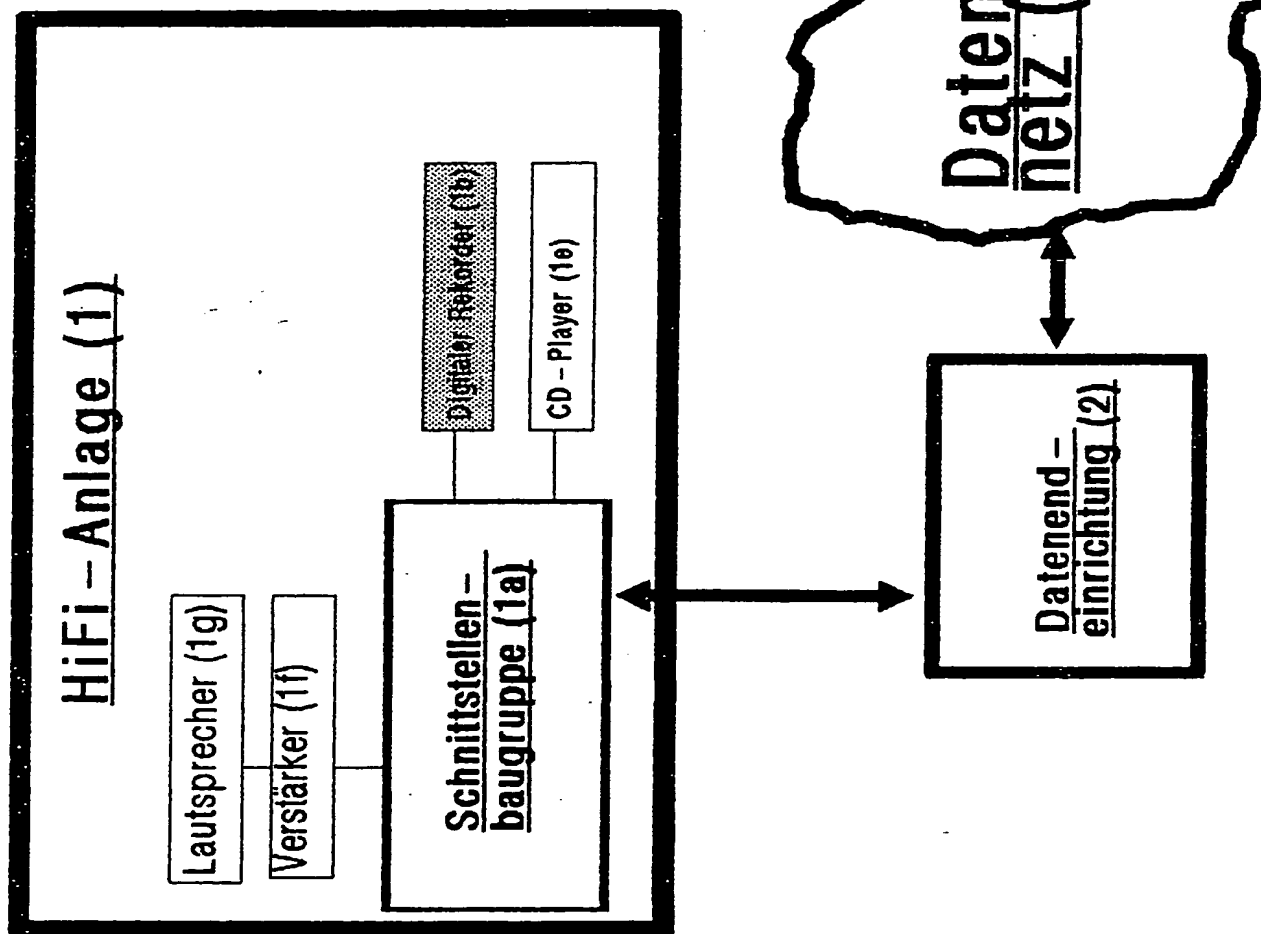 HiFi – Anlage (1)
Lautsprecher (1g)
Verstärker (1f)
Digitaler Rekorder (1b)
CD – Player (1e)
Schnittstellen –
baugruppe (1a)
Datenend –
einrichtung (2)
Daten
netz